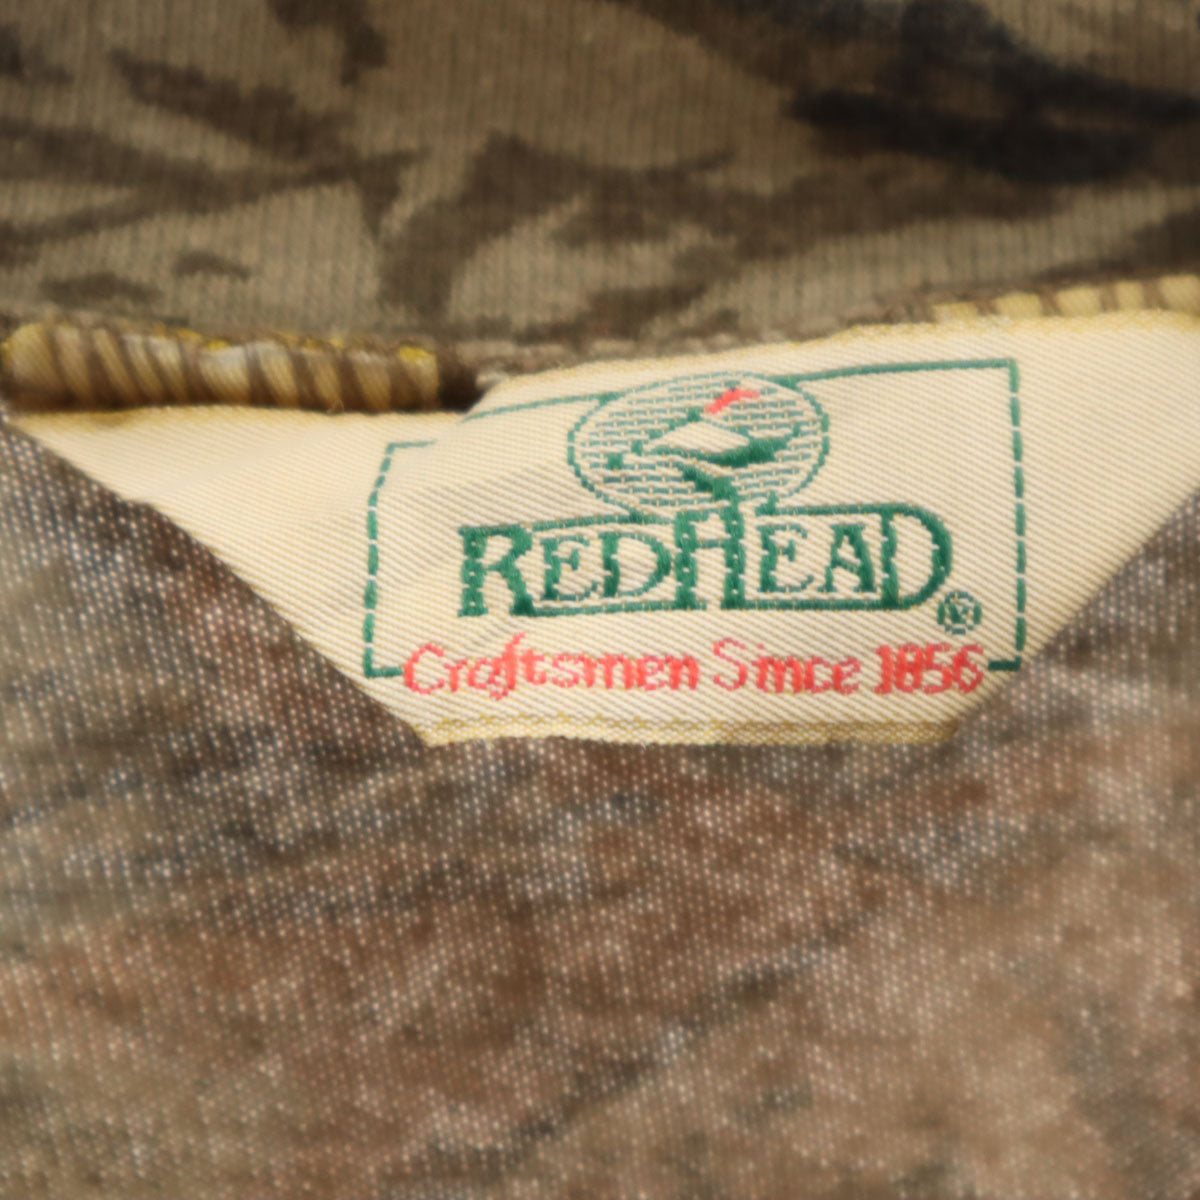 REDHEAD®
Craftsmen Since 1856